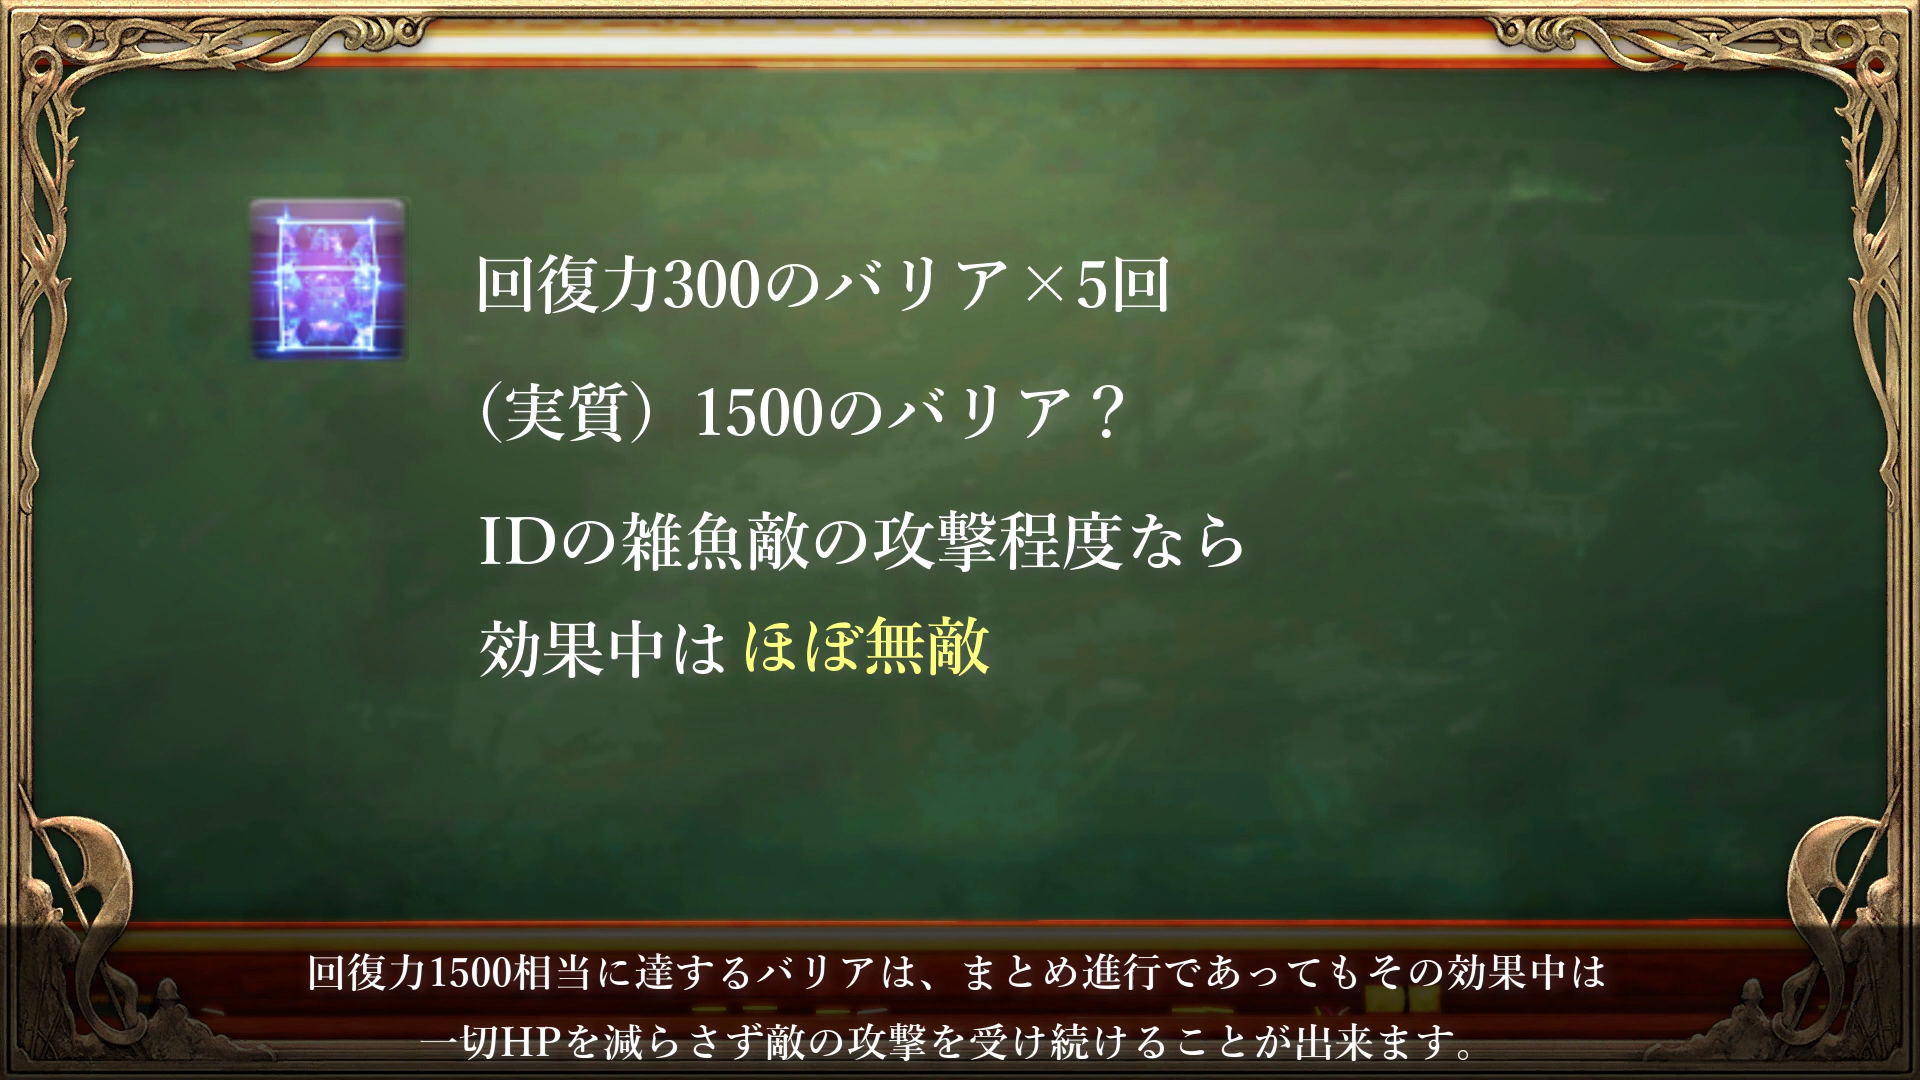 回復力300のバリア×5回
（実質）1500のバリア？
IDの雑魚敵の攻撃程度なら
効果中はほぼ無敵
回復力1500相当に達するバリアは、まとめ進行であってもその効果中は
一切HPを減らさず敵の攻撃を受け続けることが出来ます。